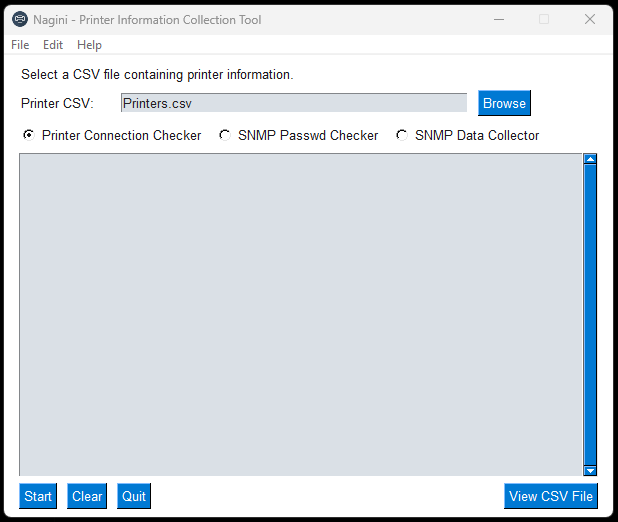 Nagini - Printer Information Collection Tool
File Edit Help
Select a CSV file containing printer information.
Printer CSV: Printers.csv Browse
Printer Connection Checker SNMP Passwd Checker SNMP Data Collector
Start Clear Quit View CSV File